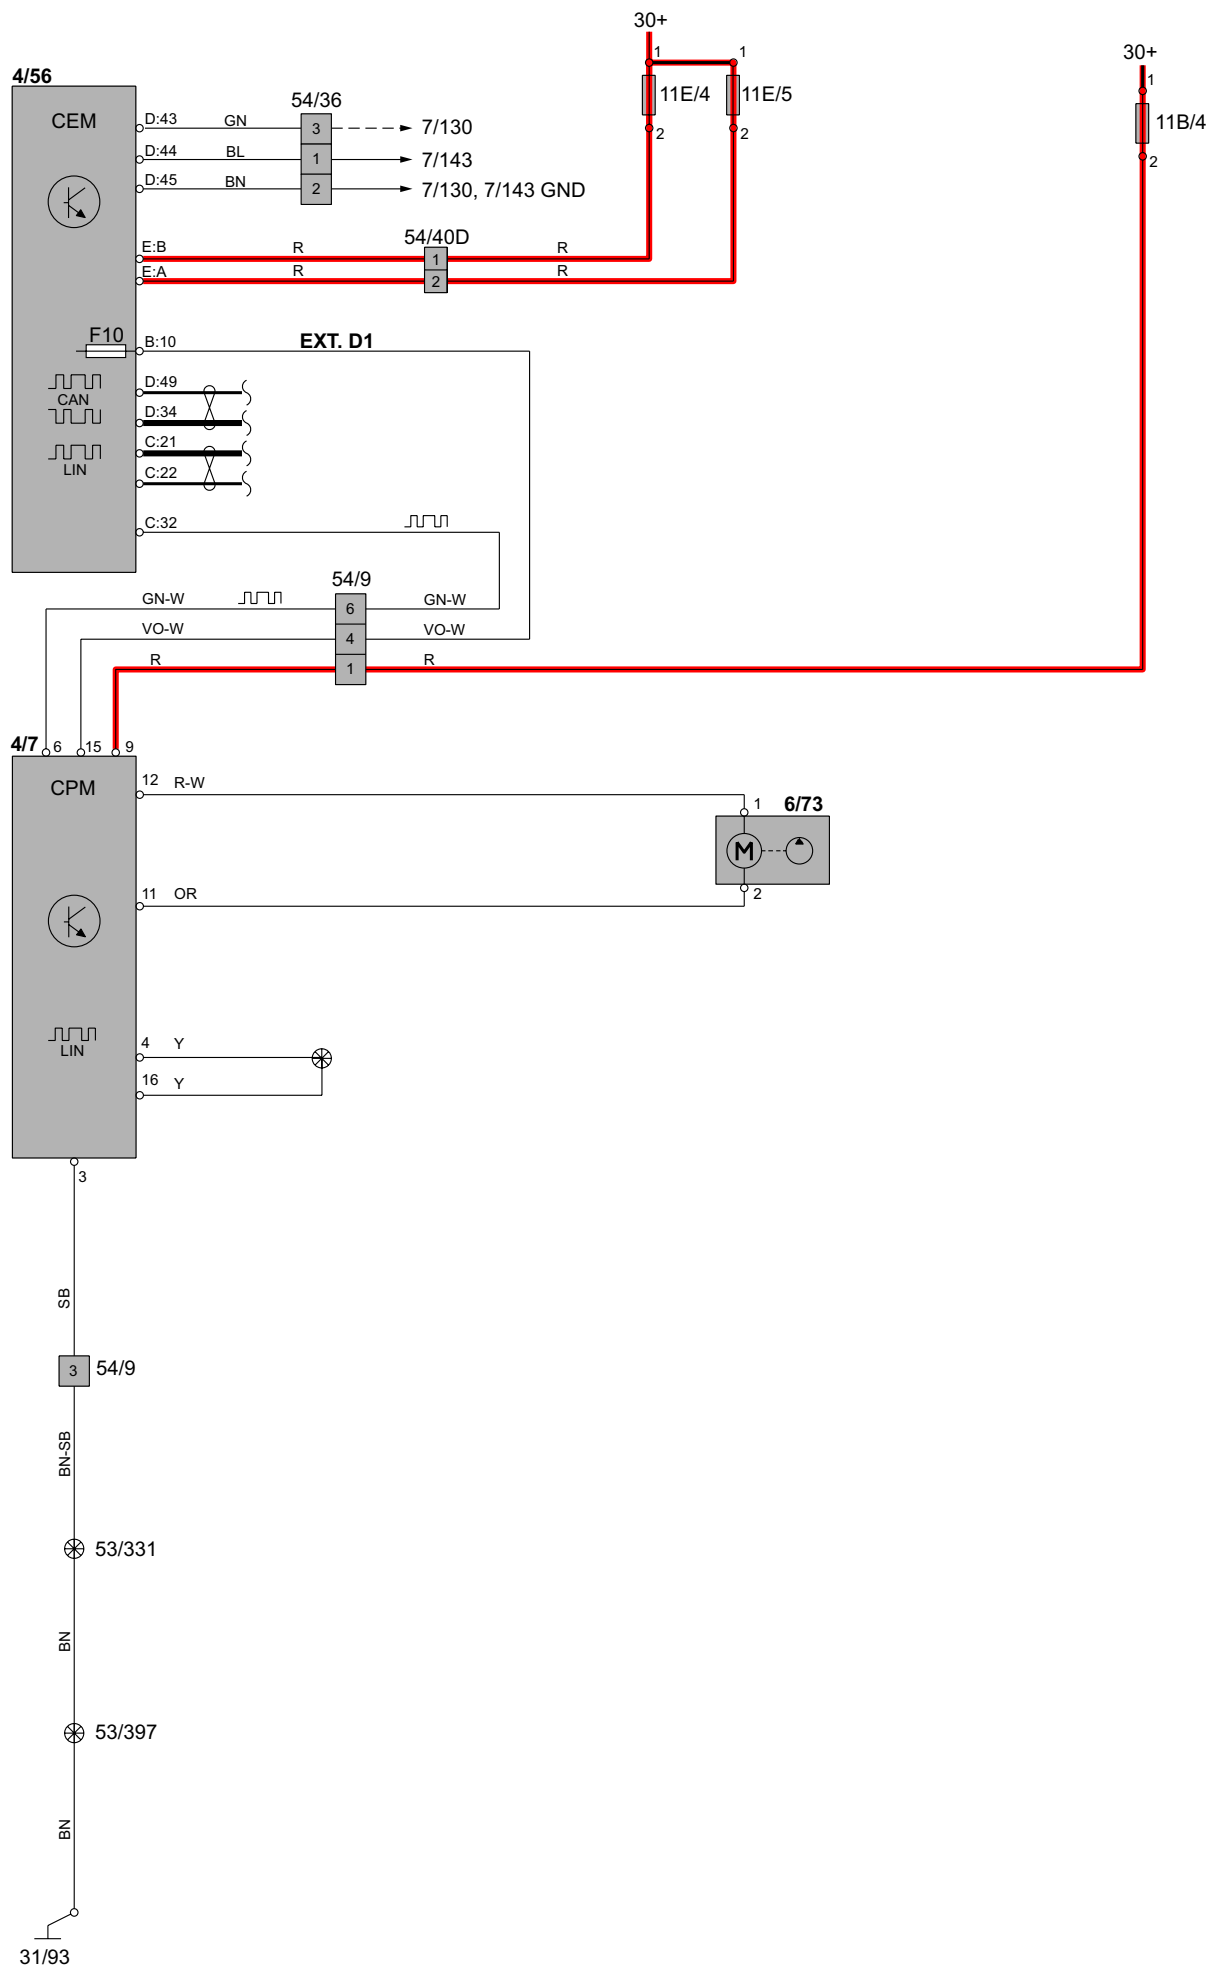 30+
30+
1
1
1
4/56
11E/4
11E/5
54/36
11B/4
CEM
D:43
GN
3
7/130
2
2
D:44
BL
1
7/143
2
D:45
BN
2
7/130, 7/143 GND
54/40D
E:B
R
1
R
E:A
R
2
R
F10
B:10
EXT. D1
D:49
CAN
D:34
C:21
LIN
C:22
C:32
54/9
GN-W
6
GN-W
VO-W
4
VO-W
R
1
R
4/7
6
15
9
CPM
12
R-W
1
6/73
M
11
OR
2
LIN
4
Y
16
Y
3
SB
3
54/9
BN-SB
53/331
BN
53/397
BN
31/93